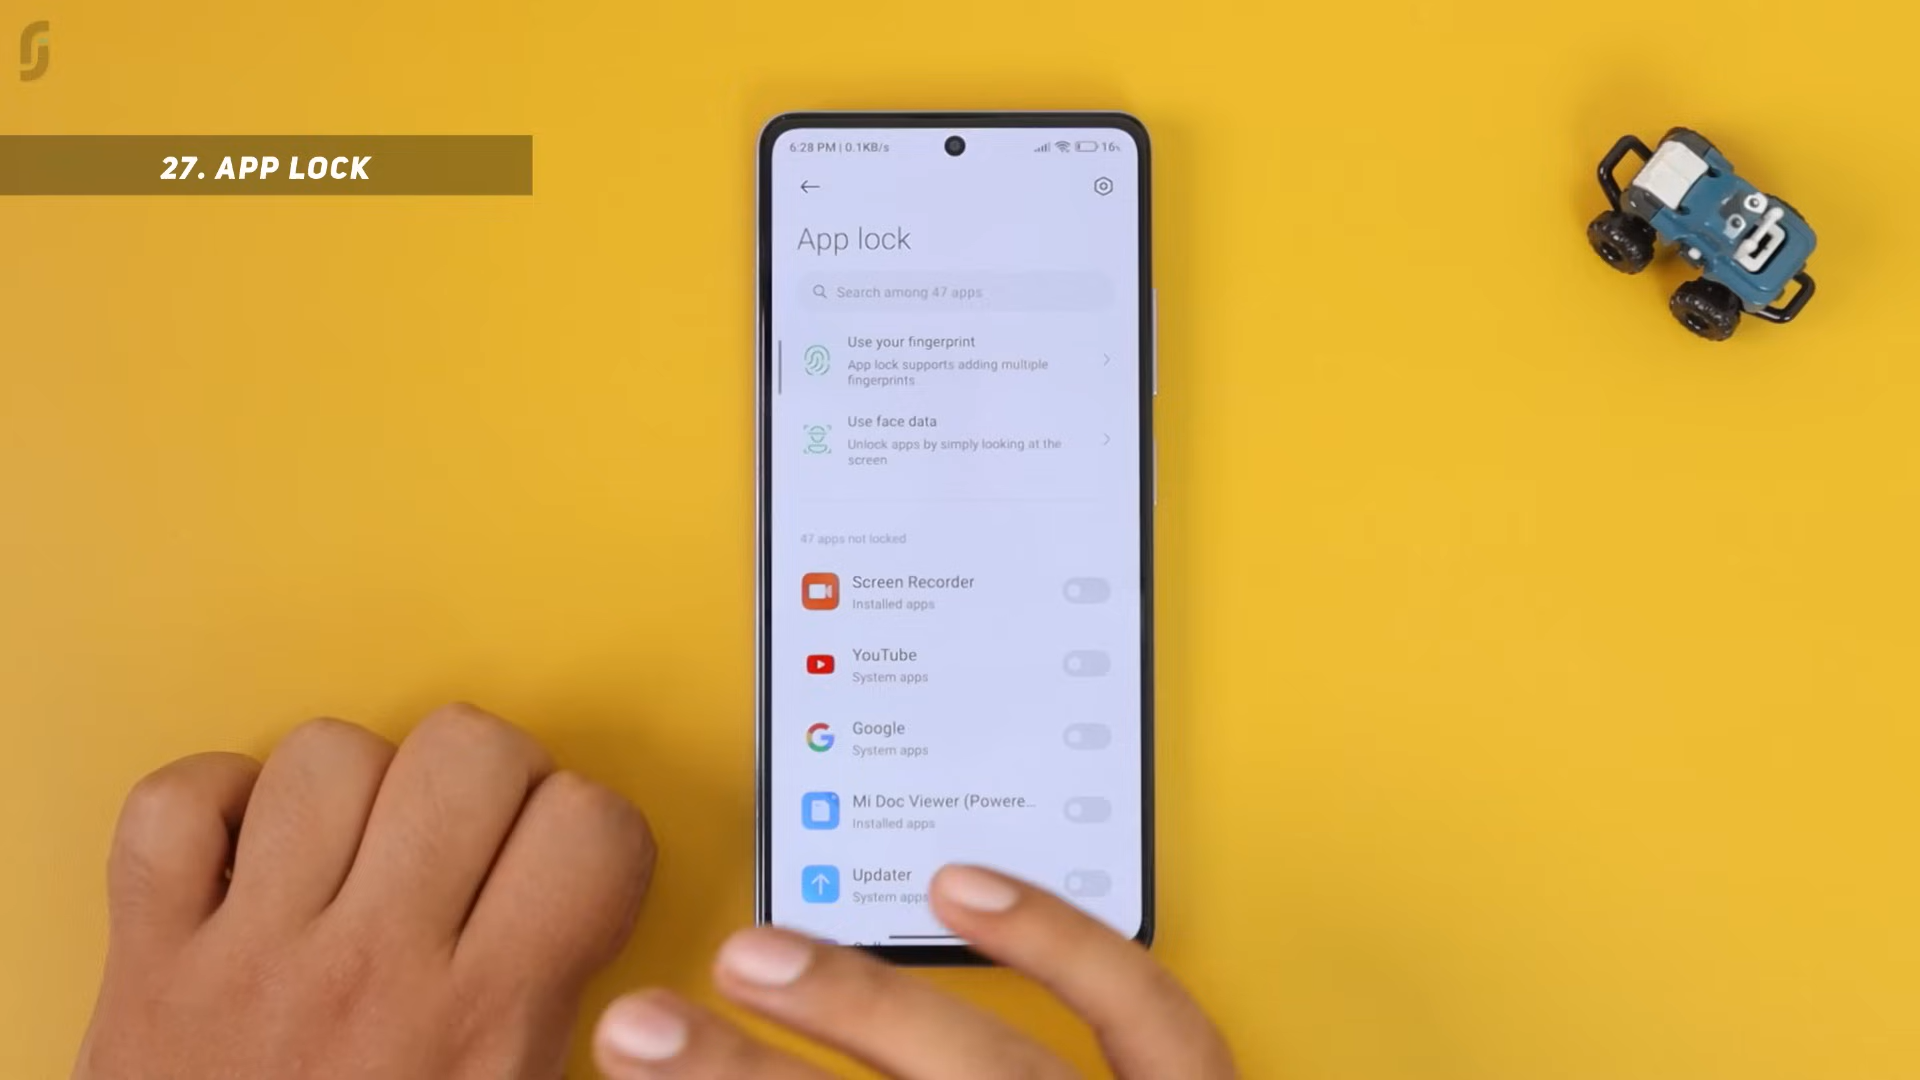 27. APP LOCK
6:28 PM | 0.1KB/s
16
App lock
Search among 47 apps
Use your fingerprint
App lock supports adding multiple
fingerprints
Use face data
Unlock apps by simply looking at the
screen
47 apps not locked
Screen Recorder
Installed apps
YouTube
System apps
Google
System apps
Mi Doc Viewer (Powere...
Installed apps
Updater
System apps